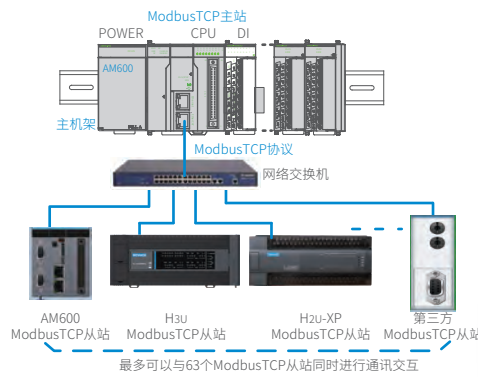 ModbusTCP主站
POWER CPU DI
AM600
主机架
ModbusTCP协议
网络交换机
AM600 H3U H2U-XP 第三方
ModbusTCP从站 ModbusTCP从站 ModbusTCP从站 ModbusTCP从站
最多可以与63个ModbusTCP从站同时进行通讯交互